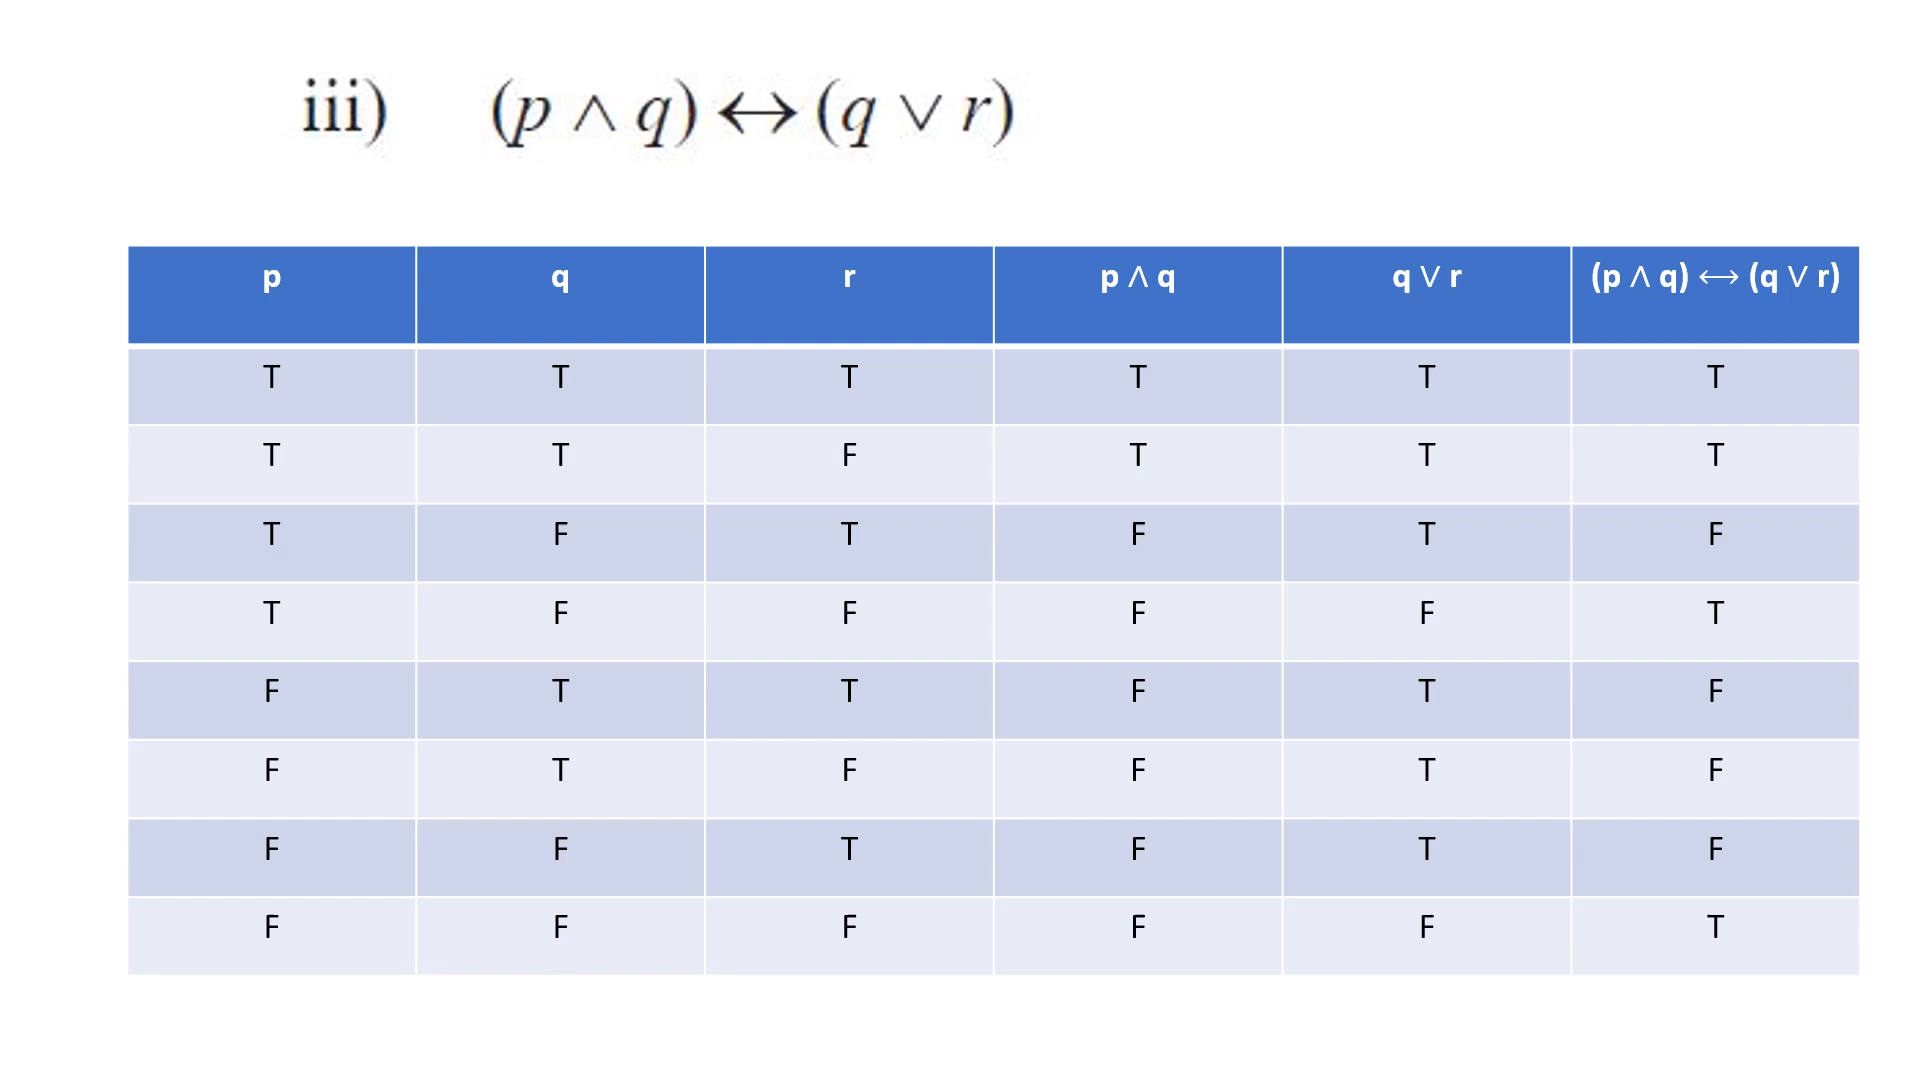 iii) (p ∧ q) ↔ (q ∨ r)
p q r p ∧ q q ∨ r (p ∧ q) ⟷ (q ∨ r)
T T T T T T
T T F T T T
T F T F T F
T F F F F T
F T T F T F
F T F F T F
F F T F T F
F F F F F T